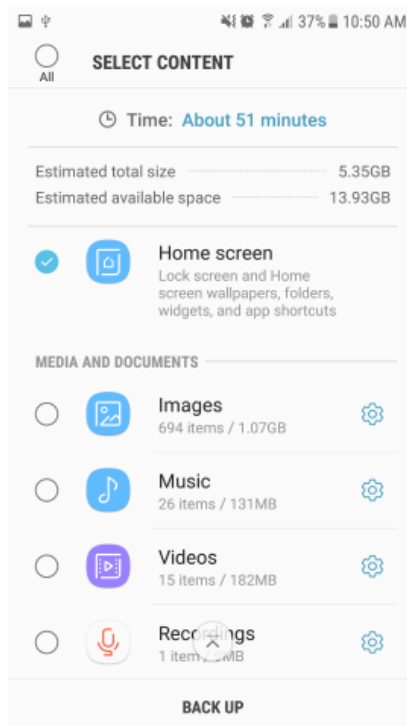 37% 10:50 AM
All
SELECT CONTENT
Time: About 51 minutes
Estimated total size 5.35GB
Estimated available space 13.93GB
Home screen
Lock screen and Home
screen wallpapers, folders,
widgets, and app shortcuts
MEDIA AND DOCUMENTS
Images
694 items / 1.07GB
Music
26 items / 131MB
Videos
15 items / 182MB
Recordings
1 item /
BACK UP